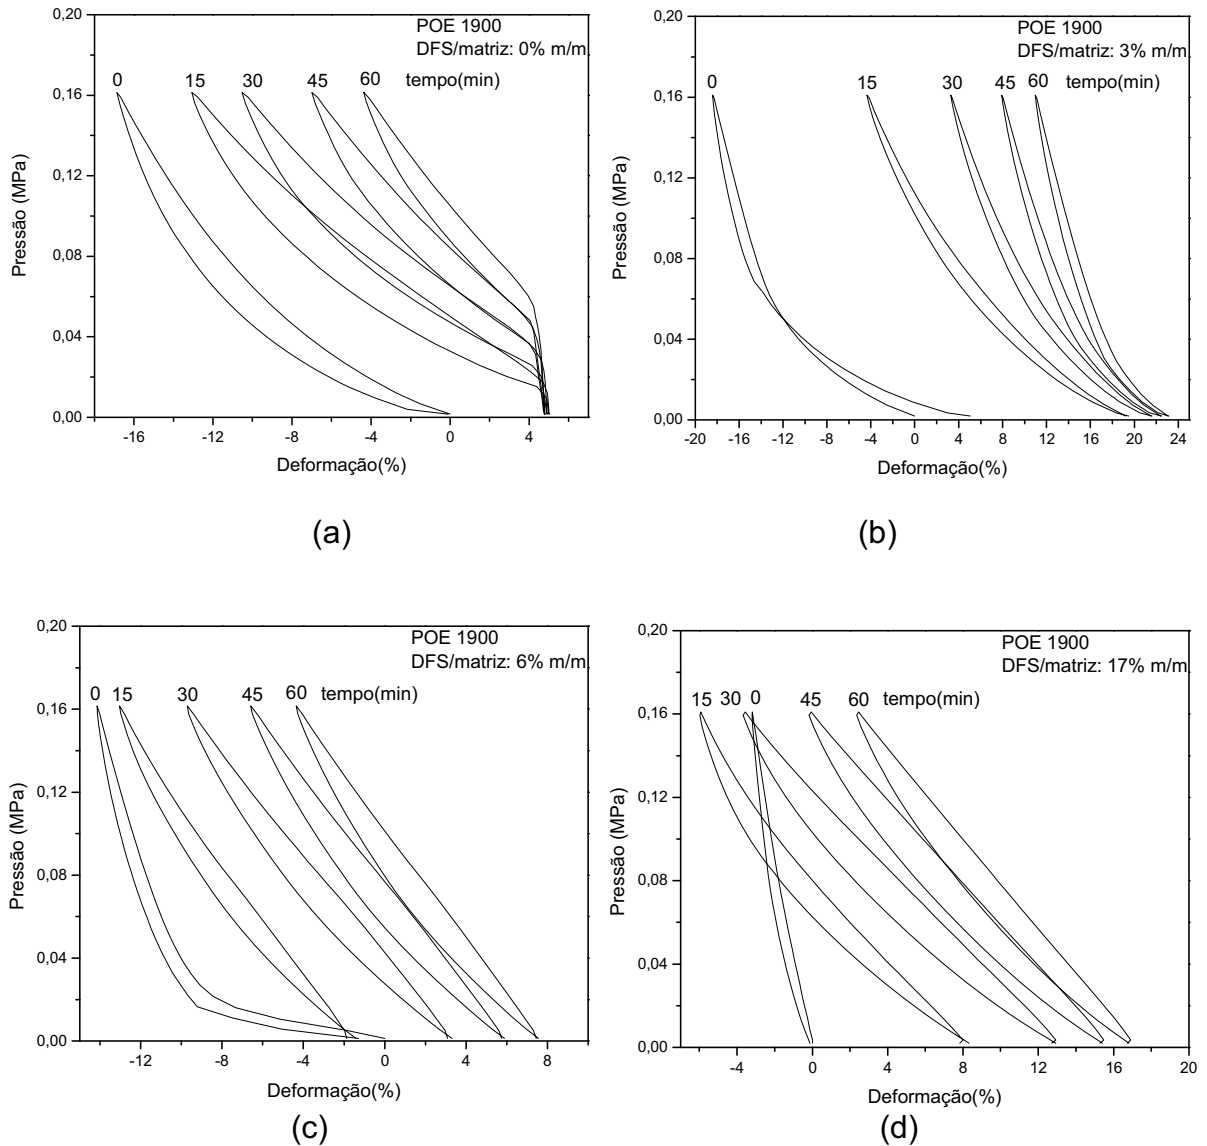 0,20
POE 1900
DFS/matriz: 0% m/m
0 15 30 45 60 tempo(min)
0,16
0,12
0,08
0,04
0,00
Pressão (MPa)
-16 -12 -8 -4 0 4
Deformação(%)
(a)
0,20
POE 1900
DFS/matriz: 3% m/m
0 15 30 45 60 tempo(min)
0,16
0,12
0,08
0,04
0,00
Pressão (MPa)
-20 -16 -12 -8 -4 0 4 8 12 16 20 24
Deformação(%)
(b)
0,20
POE 1900
DFS/matriz: 6% m/m
0 15 30 45 60 tempo(min)
0,16
0,12
0,08
0,04
0,00
Pressão (MPa)
-12 -8 -4 0 4 8
Deformação(%)
(c)
0,20
POE 1900
DFS/matriz: 17% m/m
15 30 0 45 60 tempo(min)
0,16
0,12
0,08
0,04
0,00
Pressão (MPa)
-4 0 4 8 12 16 20
Deformação(%)
(d)